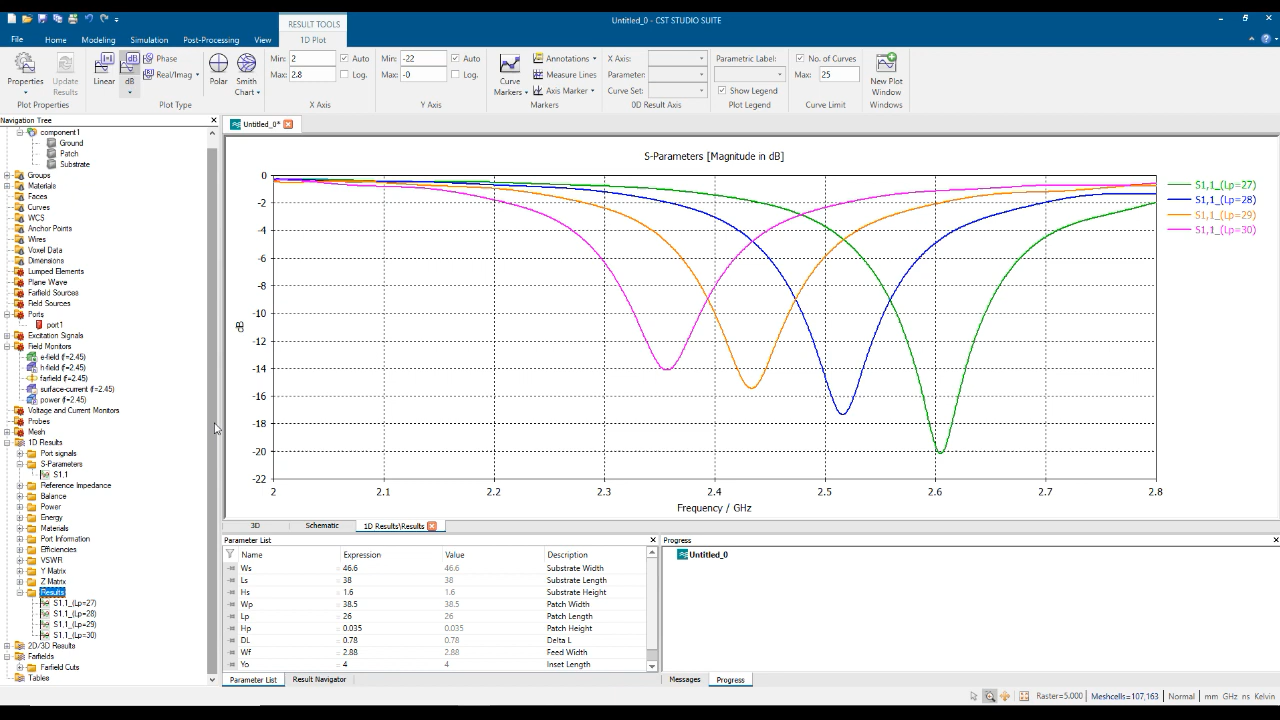 Untitled_0 - CST STUDIO SUITE
RESULT TOOLS
File Home Modeling Simulation Post-Processing View 1D Plot
Properties
Update Results
Plot Properties
Linear
dB
Phase
Real/Imag
Polar
Smith Chart
Plot Type
Min: 2 Auto
Max: 2.8 Log.
X Axis
Min: -22 Auto
Max: -0 Log.
Y Axis
Curve Markers
Annotations
Measure Lines
Axis Marker
Markers
X Axis:
Parameter:
Curve Set:
0D Result Axis
Parametric Label:
Show Legend
Plot Legend
No. of Curves
Max: 25
Curve Limit
New Plot Window
Windows
Navigation Tree
component1
Ground
Patch
Substrate
Groups
Materials
Faces
Curves
WCS
Anchor Points
Wires
Voxel Data
Dimensions
Lumped Elements
Plane Wave
Farfield Sources
Field Sources
Ports
port1
Excitation Signals
Field Monitors
e-field (f=2.45)
h-field (f=2.45)
farfield (f=2.45)
surface-current (f=2.45)
power (f=2.45)
Voltage and Current Monitors
Probes
Mesh
1D Results
Port signals
S-Parameters
S1,1
Reference Impedance
Balance
Power
Energy
Materials
Port Information
Efficiencies
VSWR
Y Matrix
Z Matrix
Results
S1,1_(Lp=27)
S1,1_(Lp=28)
S1,1_(Lp=29)
S1,1_(Lp=30)
2D/3D Results
Farfields
Farfield Cuts
Tables
Untitled_0*
S-Parameters [Magnitude in dB]
0
-2
-4
-6
-8
-10
-12
-14
-16
-18
-20
-22
dB
2 2.1 2.2 2.3 2.4 2.5 2.6 2.7 2.8
Frequency / GHz
S1,1_(Lp=27)
S1,1_(Lp=28)
S1,1_(Lp=29)
S1,1_(Lp=30)
3D Schematic 1D Results\Results
Parameter List
Name Expression Value Description
Ws = 46.6 46.6 Substrate Width
Ls = 38 38 Substrate Length
Hs = 1.6 1.6 Substrate Height
Wp = 38.5 38.5 Patch Width
Lp = 26 26 Patch Length
Hp = 0.035 0.035 Patch Height
DL = 0.78 0.78 Delta L
Wf = 2.88 2.88 Feed Width
Yo = 4 4 Inset Length
Parameter List Result Navigator
Progress
Untitled_0
Messages Progress
Raster=5.000 Meshcells=107,163 Normal mm GHz ns Kelvin